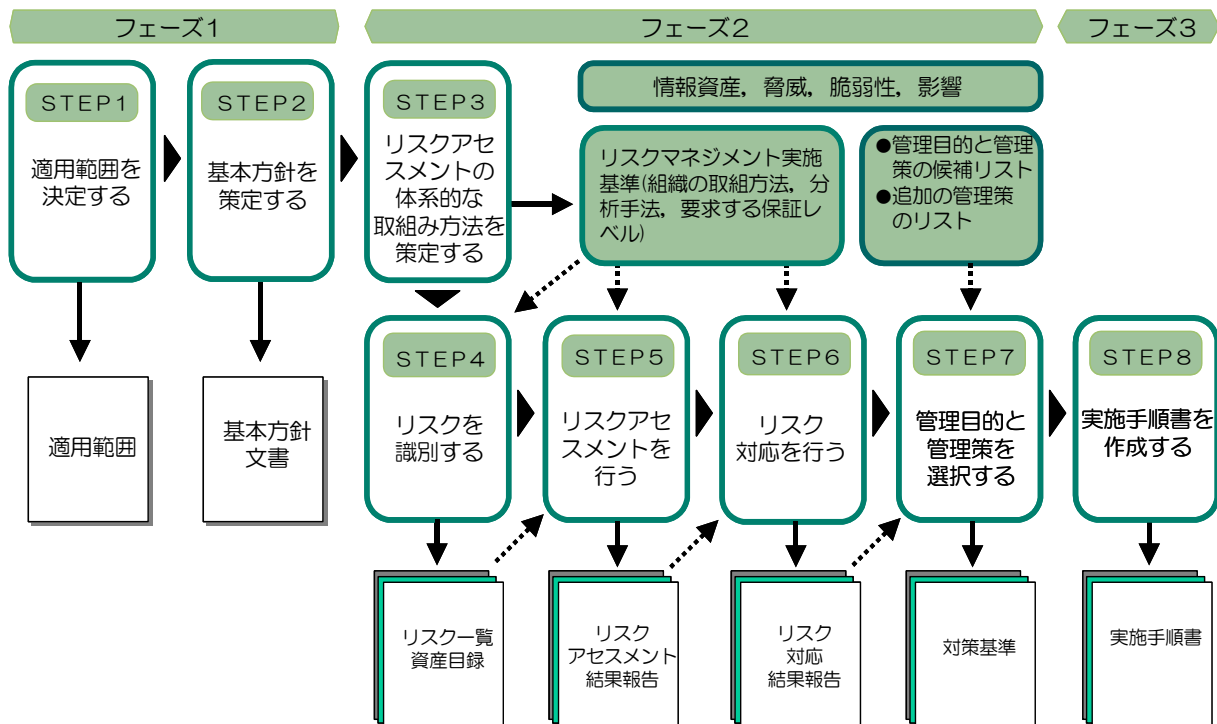 フェーズ1
フェーズ2
フェーズ3
STEP1
適用範囲を
決定する
STEP2
基本方針を
策定する
STEP3
リスクアセ
スメントの
体系的な
取組み方法を
策定する
情報資産，脅威，脆弱性，影響
リスクマネジメント実施
基準(組織の取組方法，分
析手法，要求する保証レ
ベル)
●管理目的と管理
策の候補リスト
●追加の管理策
のリスト
STEP4
リスクを
識別する
STEP5
リスクアセ
スメントを
行う
STEP6
リスク
対応を行う
STEP7
管理目的と
管理策を
選択する
STEP8
実施手順書を
作成する
適用範囲
基本方針
文書
リスク一覧
資産目録
リスク
アセスメント
結果報告
リスク
対応
結果報告
対策基準
実施手順書